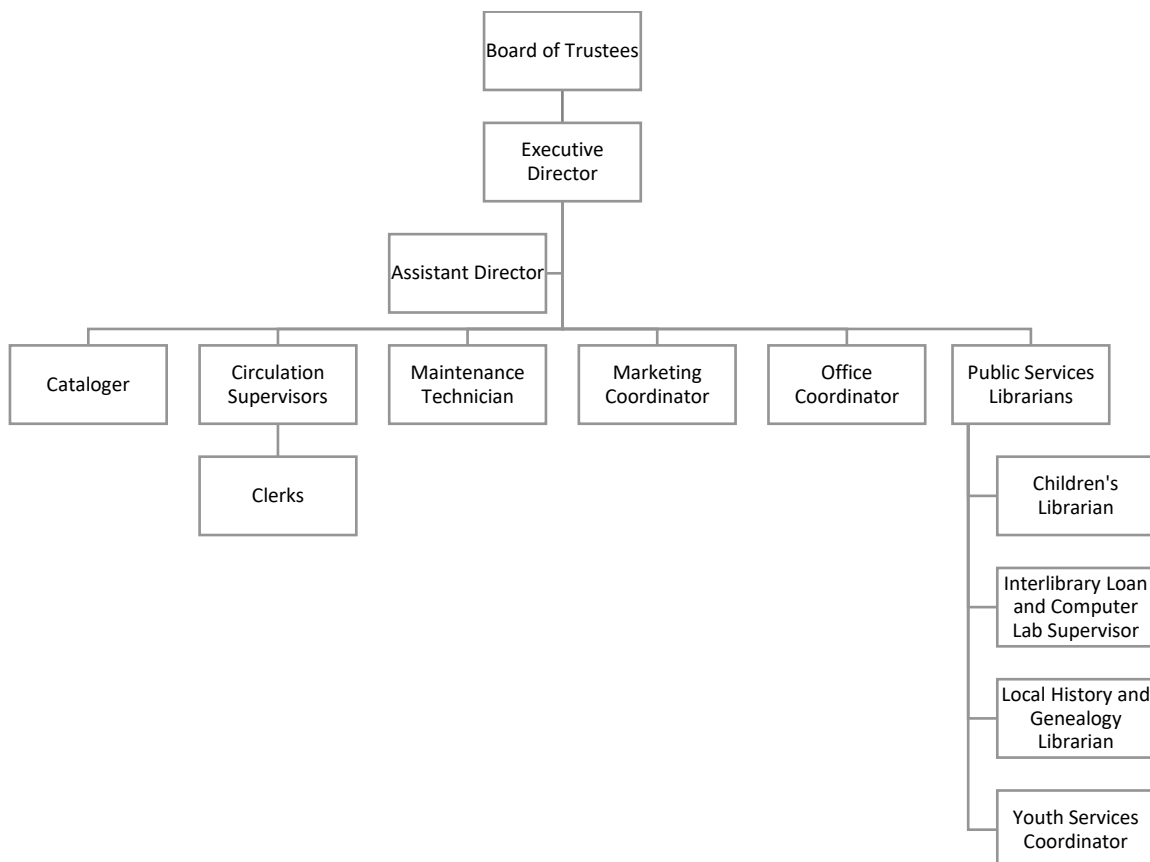 Board of Trustees
Executive
Director
Assistant Director
Cataloger
Circulation
Supervisors
Maintenance
Technician
Marketing
Coordinator
Office
Coordinator
Public Services
Librarians
Clerks
Children's
Librarian
Interlibrary Loan
and Computer
Lab Supervisor
Local History and
Genealogy
Librarian
Youth Services
Coordinator